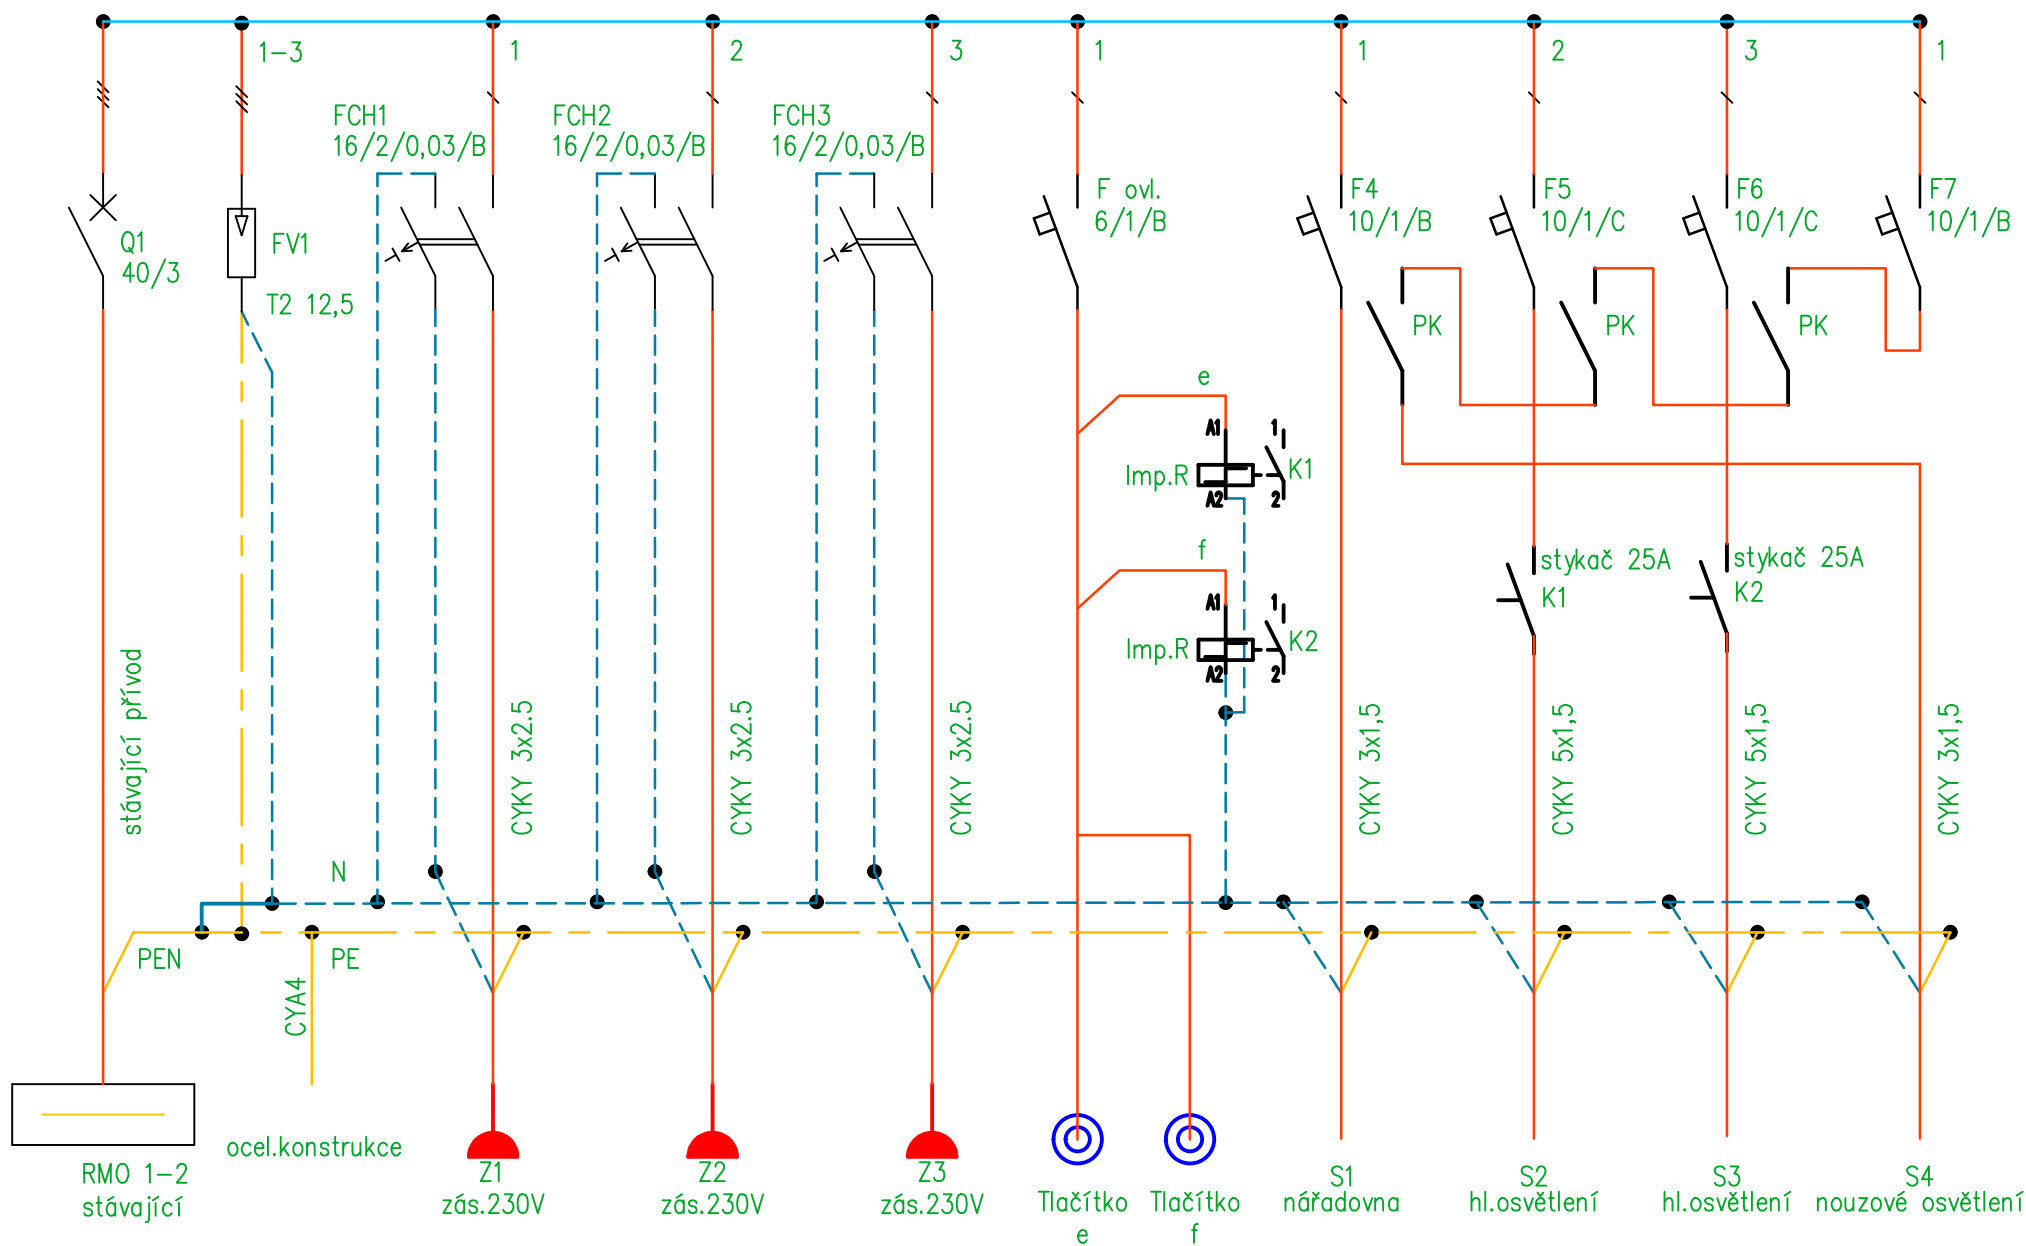 1-3
1
2
3
1
1
2
3
1
FCH1
16/2/0,03/B
FCH2
16/2/0,03/B
FCH3
16/2/0,03/B
F ovl.
6/1/B
F4
10/1/B
F5
10/1/C
F6
10/1/C
F7
10/1/B
Q1
40/3
FV1
T2 12,5
PK
PK
PK
e
A1
1
Imp.R
K1
A2
2
f
A1
1
Imp.R
K2
A2
2
stykač 25A
K1
stykač 25A
K2
stávající přívod
CYKY 3x2.5
CYKY 3x2.5
CYKY 3x2.5
CYKY 3x1,5
CYKY 5x1,5
CYKY 5x1,5
CYKY 3x1,5
N
PEN
PE
CYA4
RMO 1-2
stávající
ocel.konstrukce
Z1
zás.230V
Z2
zás.230V
Z3
zás.230V
Tlačítko
e
Tlačítko
f
S1
nářadovna
S2
hl.osvětlení
S3
hl.osvětlení
S4
nouzové osvětlení